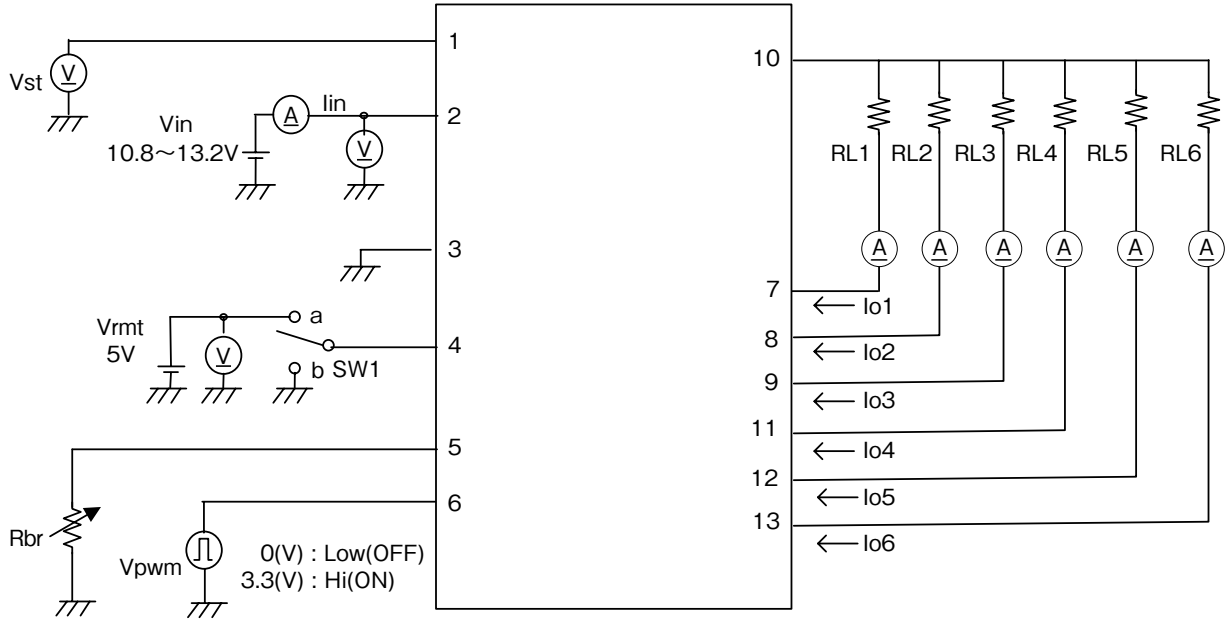 1
Vst
V
Vin
10.8～13.2V
A
Iin
2
V
3
Vrmt
5V
V
a
b SW1
4
5
Rbr
6
Vpwm
0(V) : Low(OFF)
3.3(V) : Hi(ON)
10
RL1 RL2 RL3 RL4 RL5 RL6
A A A A A A
7
Io1
8
Io2
9
Io3
11
Io4
12
Io5
13
Io6